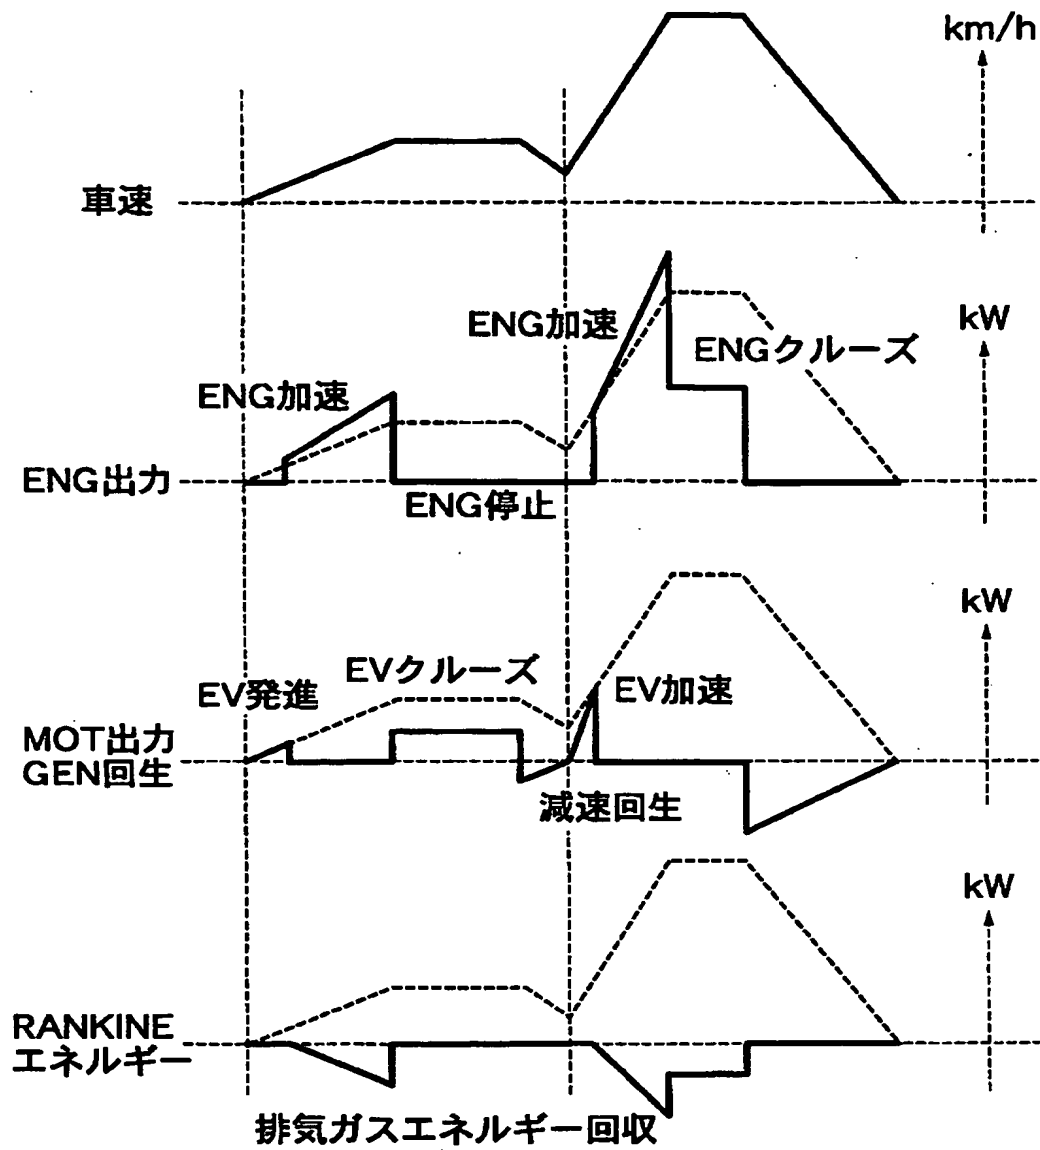 km/h
車速
ENG加速
kW
ENGクルーズ
ENG加速
ENG出力
ENG停止
kW
EVクルーズ
EV発進
EV加速
MOT出力
GEN回生
減速回生
kW
RANKINE
エネルギー
排気ガスエネルギー回収